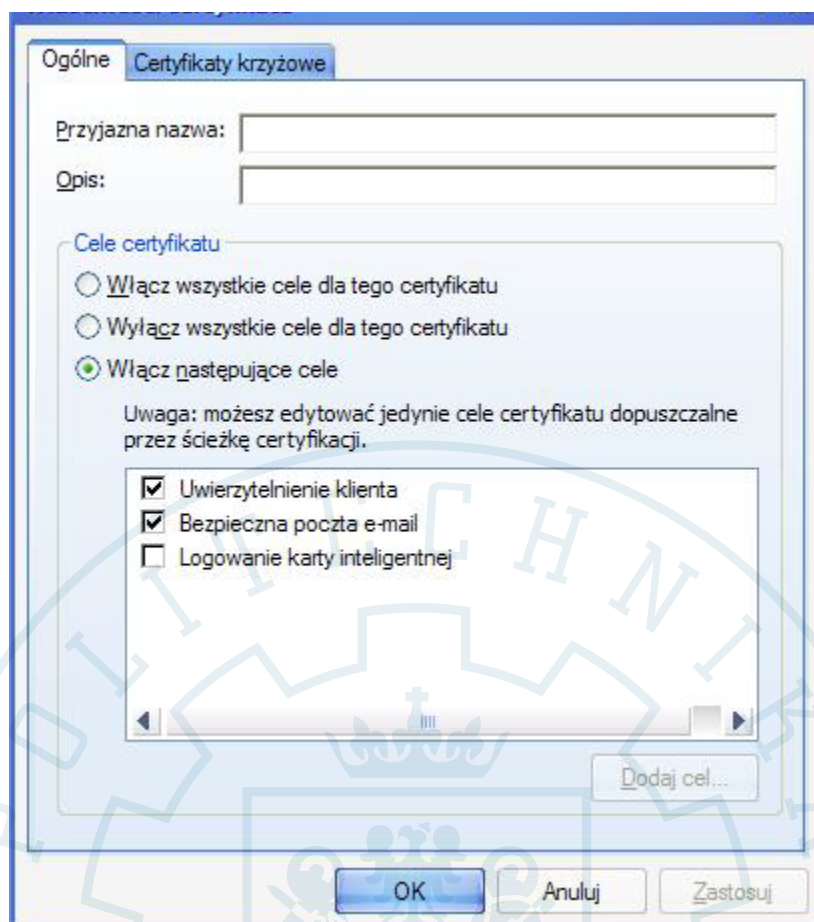 Ogólne
Certyfikaty krzyżowe
Przyjazna nazwa:
Opis:
Cele certyfikatu
Włącz wszystkie cele dla tego certyfikatu
Wyłącz wszystkie cele dla tego certyfikatu
Włącz następujące cele
Uwaga: możesz edytować jedynie cele certyfikatu dopuszczalne
przez ścieżkę certyfikacji.
Uwierzytelnienie klienta
Bezpieczna poczta e-mail
Logowanie karty inteligentnej
Dodaj cel...
OK
Anuluj
Zastosuj